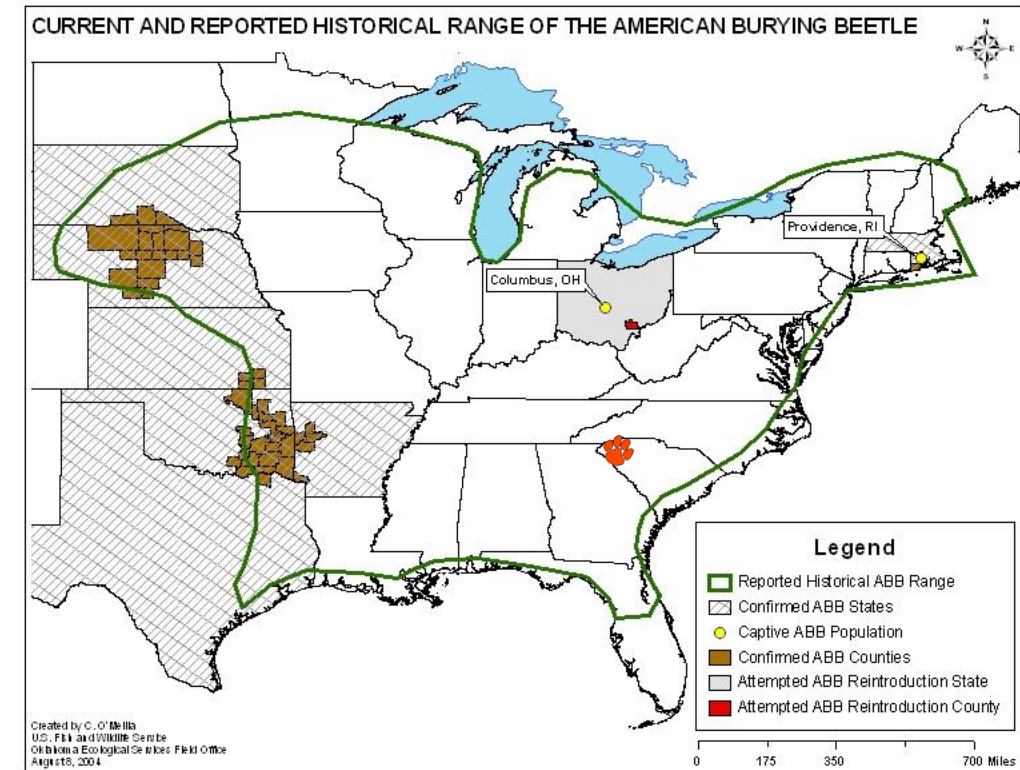 CURRENT AND REPORTED HISTORICAL RANGE OF THE AMERICAN BURYING BEETLE
N
W
E
S
Providence, RI
Columbus, OH
Legend
Reported Historical ABB Range
Confirmed ABB States
Captive ABB Population
Confirmed ABB Counties
Attempted ABB Reintroduction State
Attempted ABB Reintroduction County
Created by C. O'Meilia
U.S. Fish and Wildlife Service
Oklahoma Ecological Services Field Office
August 8, 2004
0 175 350 700 Miles